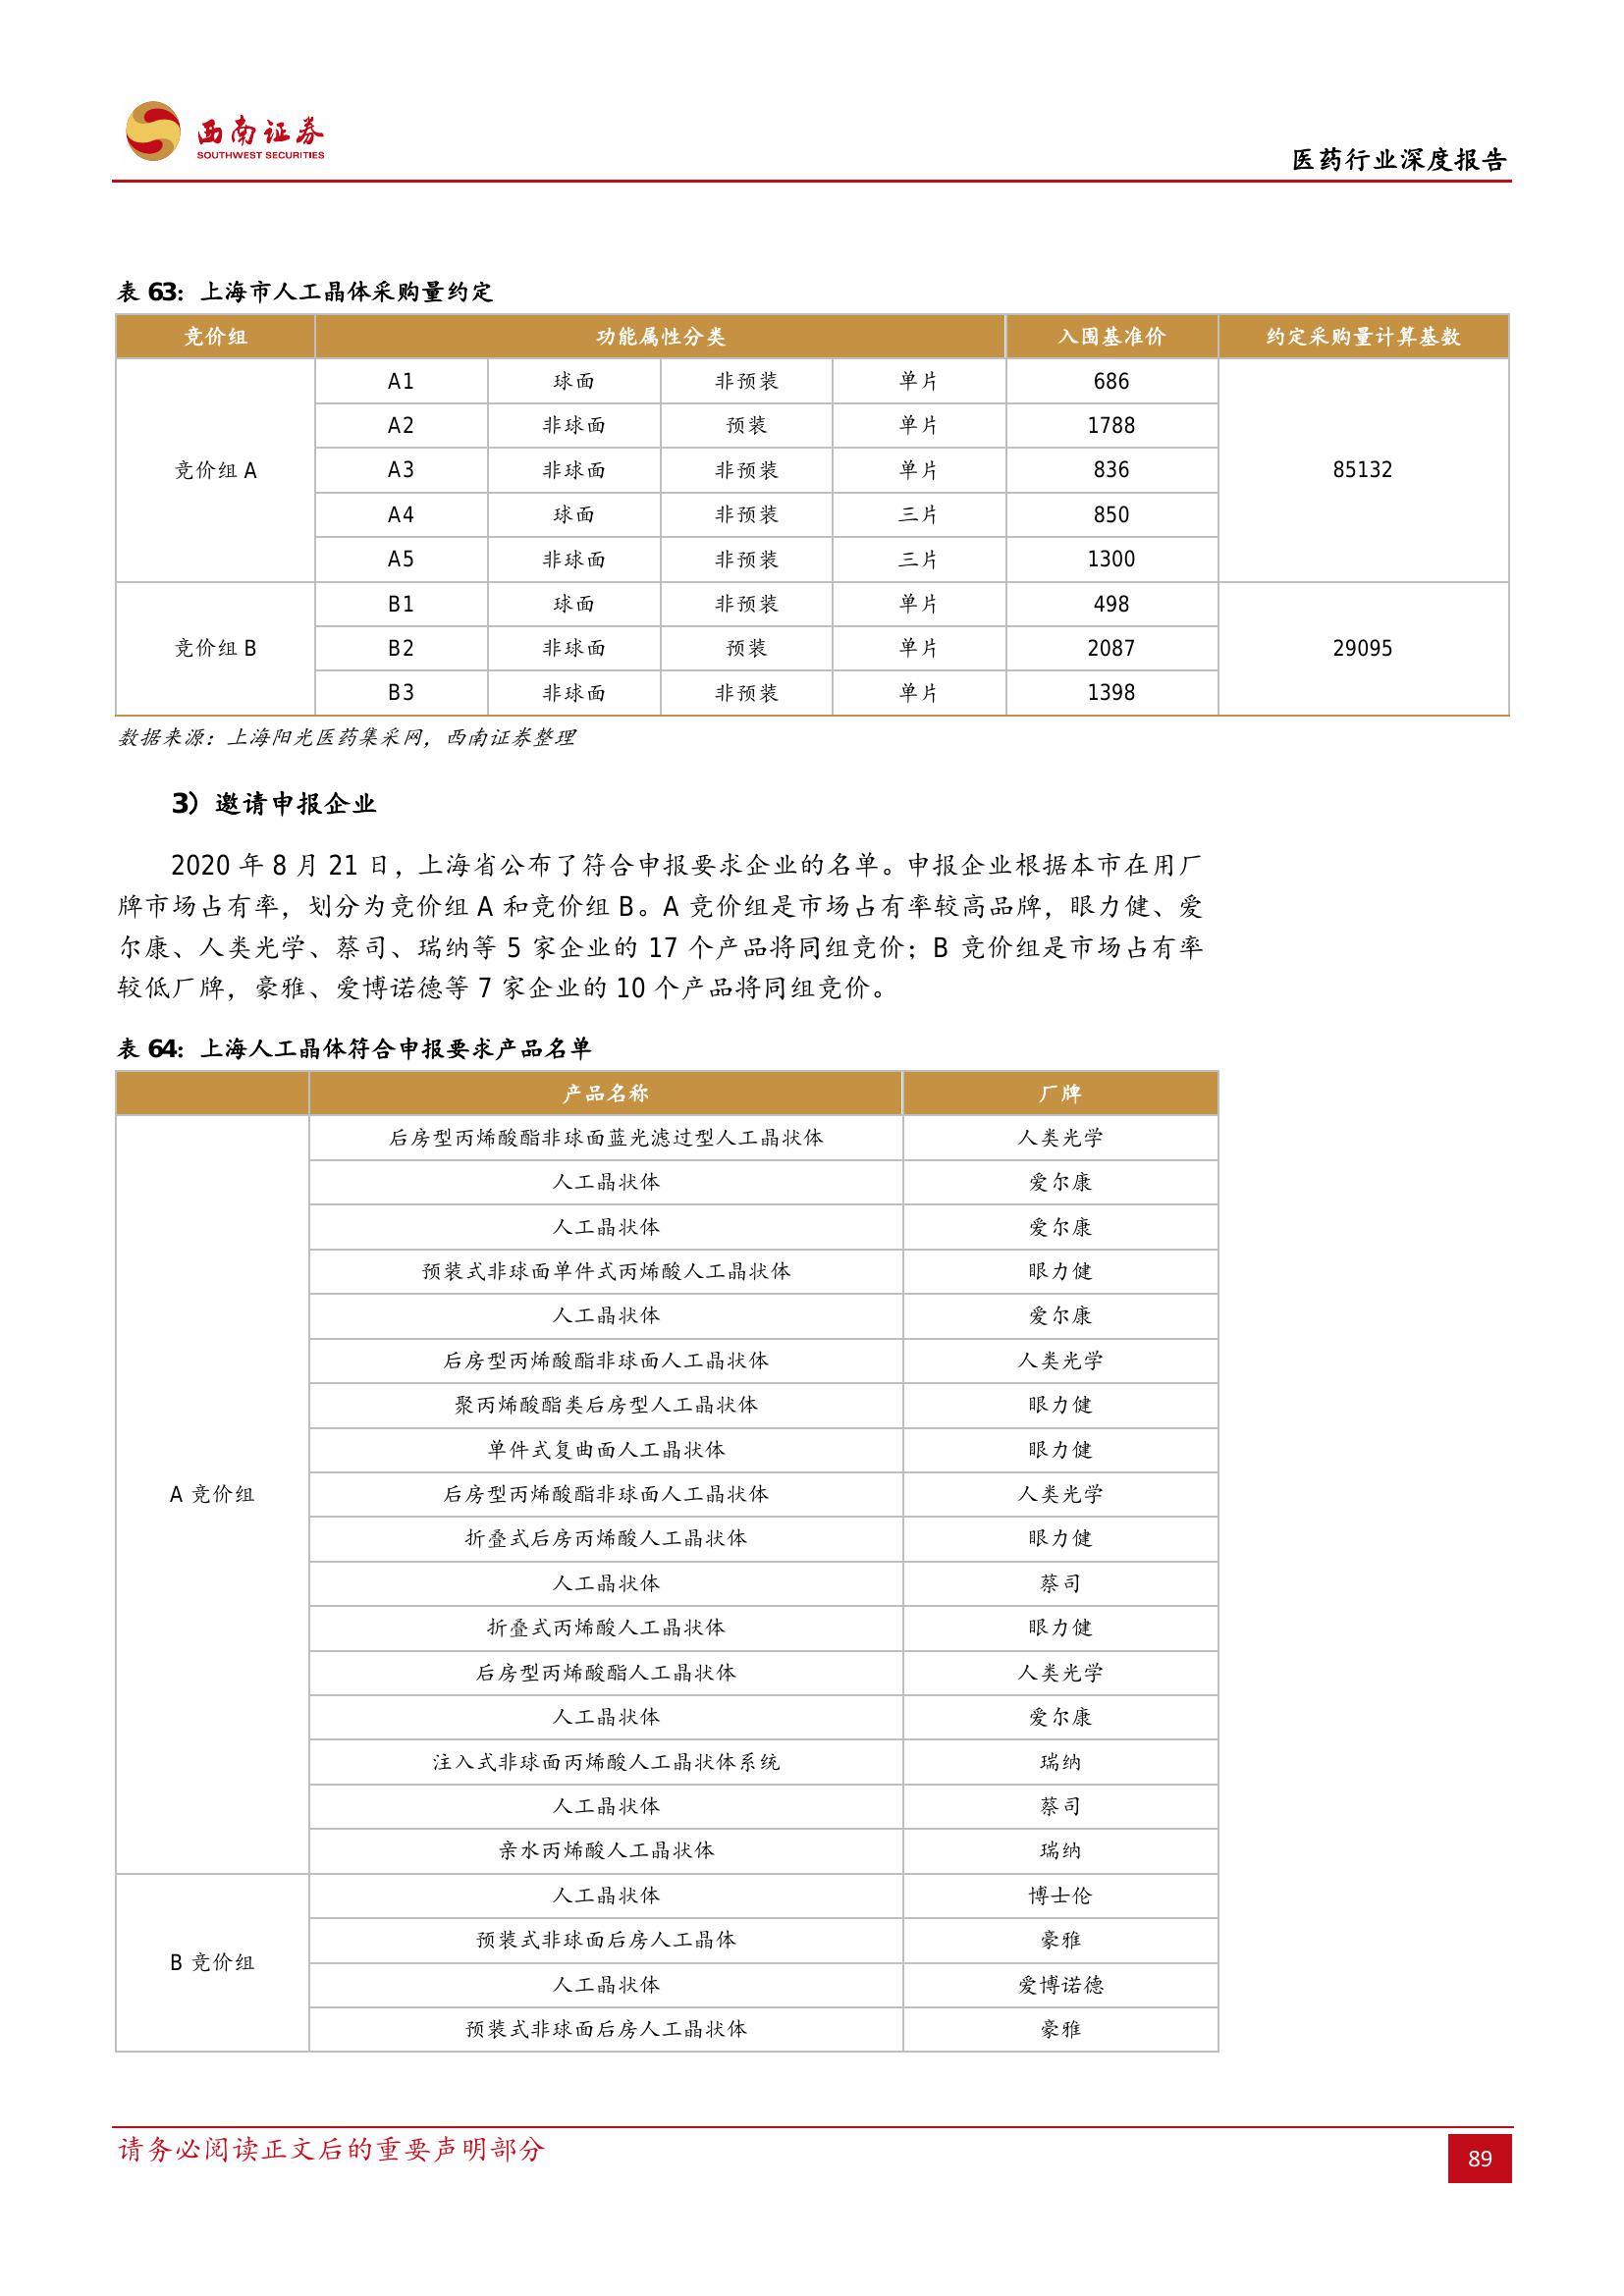 西南证券
SOUTHWEST SECURITIES
医药行业深度报告
表 63：上海市人工晶体采购量约定
竞价组 功能属性分类 入围基准价 约定采购量计算基数
竞价组 A
A1 球面 非预装 单片 686
A2 非球面 预装 单片 1788
A3 非球面 非预装 单片 836
85132
A4 球面 非预装 三片 850
A5 非球面 非预装 三片 1300
竞价组 B
B1 球面 非预装 单片 498
B2 非球面 预装 单片 2087
29095
B3 非球面 非预装 单片 1398
数据来源：上海阳光医药集采网，西南证券整理
3）邀请申报企业
2020 年 8 月 21 日，上海省公布了符合申报要求企业的名单。申报企业根据本市在用厂
牌市场占有率，划分为竞价组 A 和竞价组 B。A 竞价组是市场占有率较高品牌，眼力健、爱
尔康、人类光学、蔡司、瑞纳等 5 家企业的 17 个产品将同组竞价；B 竞价组是市场占有率
较低厂牌，豪雅、爱博诺德等 7 家企业的 10 个产品将同组竞价。
表 64：上海人工晶体符合申报要求产品名单
产品名称 厂牌
A 竞价组
后房型丙烯酸酯非球面蓝光滤过型人工晶状体 人类光学
人工晶状体 爱尔康
人工晶状体 爱尔康
预装式非球面单件式丙烯酸人工晶状体 眼力健
人工晶状体 爱尔康
后房型丙烯酸酯非球面人工晶状体 人类光学
聚丙烯酸酯类后房型人工晶状体 眼力健
单件式复曲面人工晶状体 眼力健
后房型丙烯酸酯非球面人工晶状体 人类光学
折叠式后房丙烯酸人工晶状体 眼力健
人工晶状体 蔡司
折叠式丙烯酸人工晶状体 眼力健
后房型丙烯酸酯人工晶状体 人类光学
人工晶状体 爱尔康
注入式非球面丙烯酸人工晶状体系统 瑞纳
人工晶状体 蔡司
亲水丙烯酸人工晶状体 瑞纳
B 竞价组
人工晶状体 博士伦
预装式非球面后房人工晶体 豪雅
人工晶状体 爱博诺德
预装式非球面后房人工晶状体 豪雅
请务必阅读正文后的重要声明部分
89